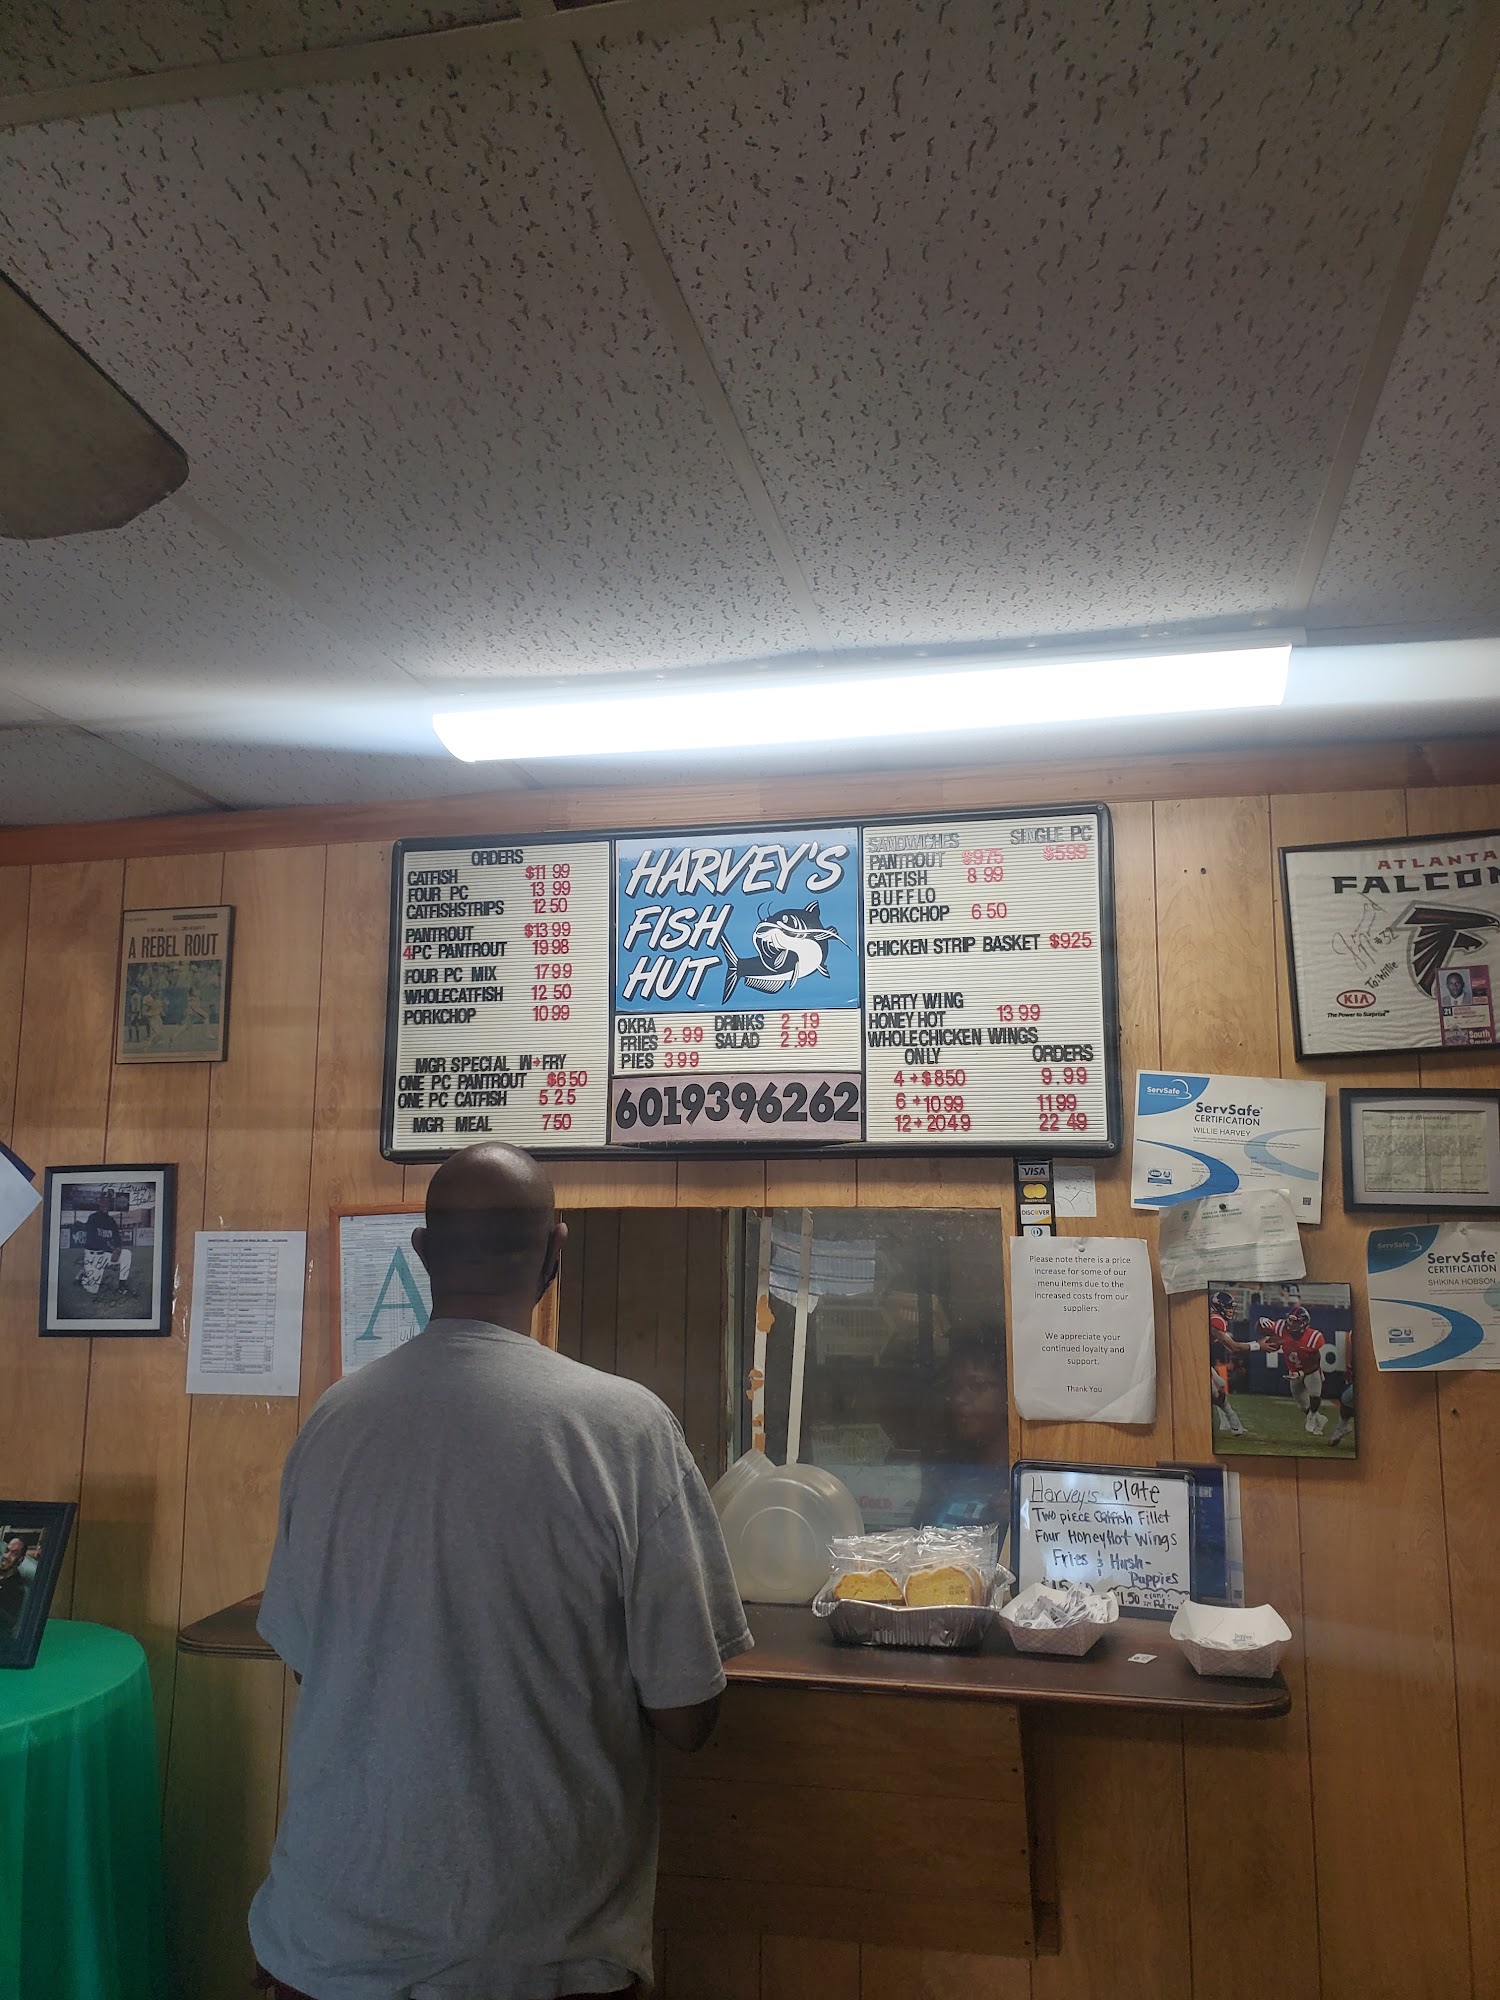 ORDERS
CATFISH $11 99
FOUR PC 13 99
CATFISHSTRIPS 12 50
PANTROUT $13 99
4PC PANTROUT 19 98
FOUR PC MIX 17 99
WHOLECATFISH 12 50
PORKCHOP 10 99
MGR SPECIAL W+FRY
ONE PC PANTROUT $6 50
ONE PC CATFISH 5 25
MGR MEAL 7 50
HARVEY'S
FISH
HUT
OKRA
FRIES 2.99
PIES 3 99
DRINKS 2.19
SALAD 2.99
6019396262
SANDWICHES SINGLE PC
PANTROUT $9 75 $5 99
CATFISH 8 99
BUFFLO
PORKCHOP 6 50
CHICKEN STRIP BASKET $9 25
PARTY WING
HONEY HOT 13 99
WHOLECHICKEN WINGS
ONLY ORDERS
4+$8 50 9.99
6+10 99 11 99
12+20 49 22 49
A REBEL ROUT
ATLANTA
FALCON
#32
To: Willie
KIA
The Power to Surprise
21
South
ServSafe
ServSafe
CERTIFICATION
WILLIE HARVEY
ServSafe
ServSafe
CERTIFICATION
SHIKINA HOBSON
VISA
DISCOVER
A
Please note there is a price
increase for some of our
menu items due to the
increased costs from our
suppliers.
We appreciate your
continued loyalty and
support.
Thank You
Harvey's Plate
Two piece Catfish Fillet
Four HoneyHot Wings
Fries & Hush-
Puppies
1.50